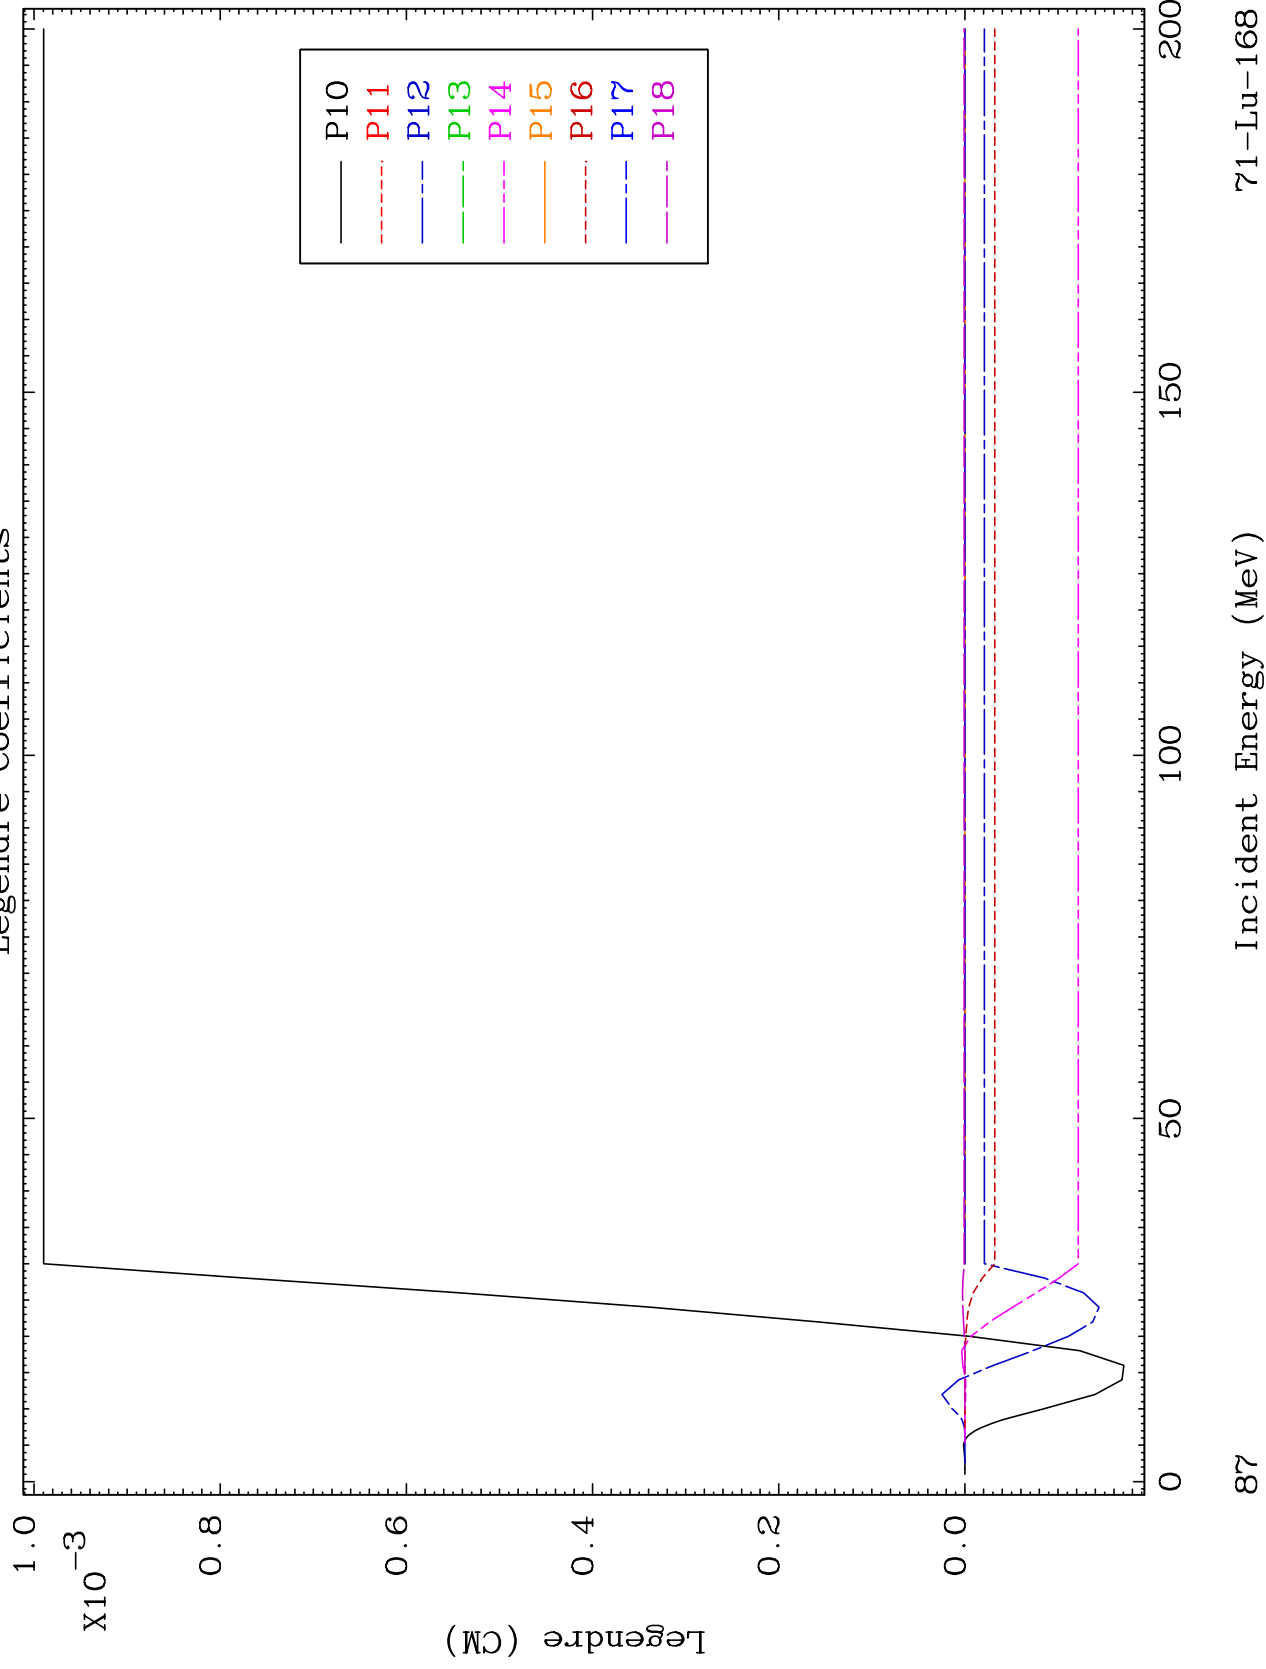 Legendre Coefficients
P10
P11
P12
P13
P14
P15
P16
P17
P18
Legendre (CM)
X10-3
1.0
0.8
0.6
0.4
0.2
0.0
0
50
100
150
200
Incident Energy (MeV)
87
71-Lu-168